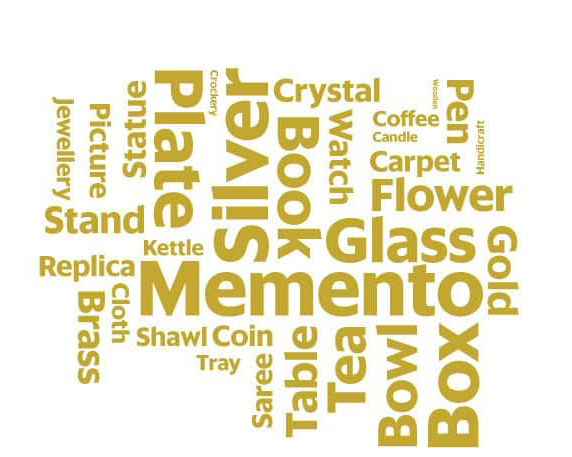 Crockery
Plate
Silver
Crystal
Woollen
Pen
Statue
Jewellery
Picture
Book
Watch
Coffee
Candle
Handicraft
Carpet
Flower
Stand
Glass
Kettle
Gold
Replica
Memento
Cloth
Brass
Shawl
Coin
Tray
Saree
Table
Tea
Bowl
Box